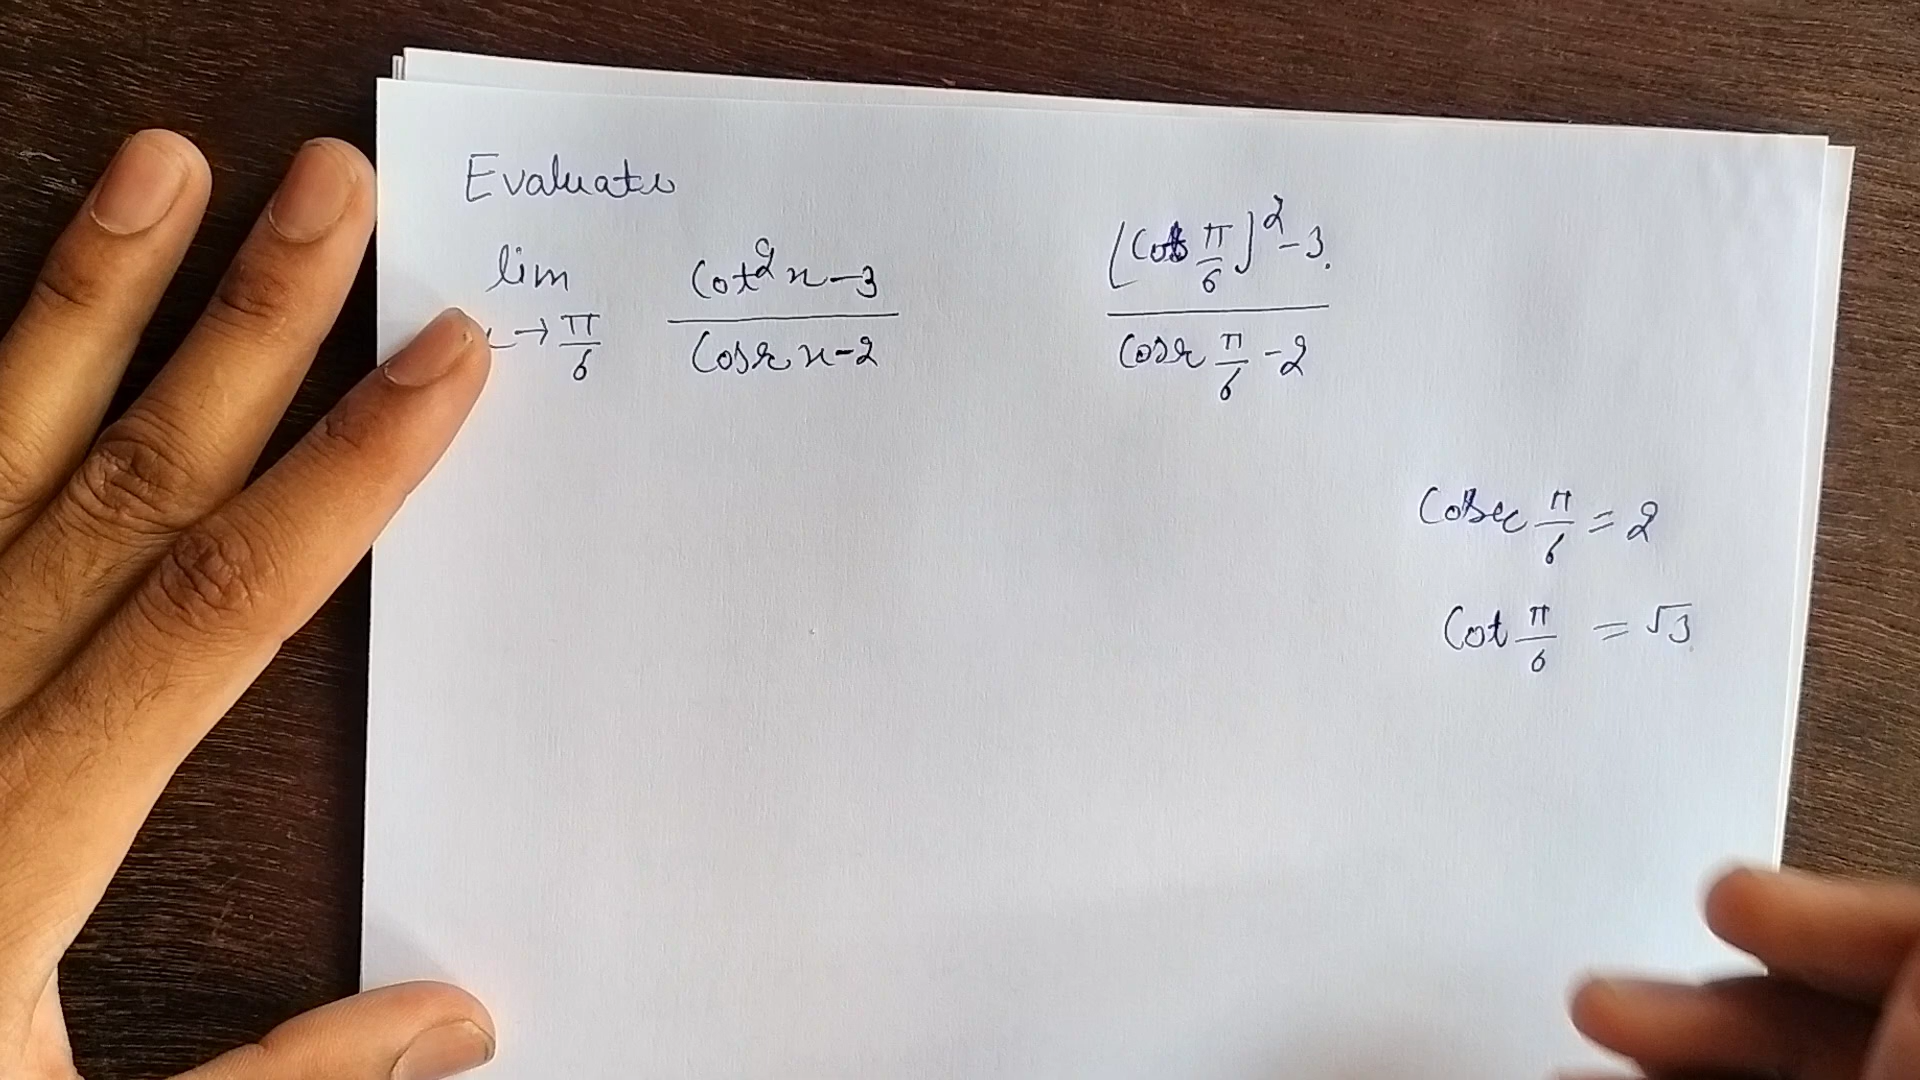 Evaluate
lim x→π/6 (Cot²x-3)/(Cosec x-2)
([Cot π/6]²-3)/(Cosec π/6 -2)
Cosec π/6 = 2
Cot π/6 = √3